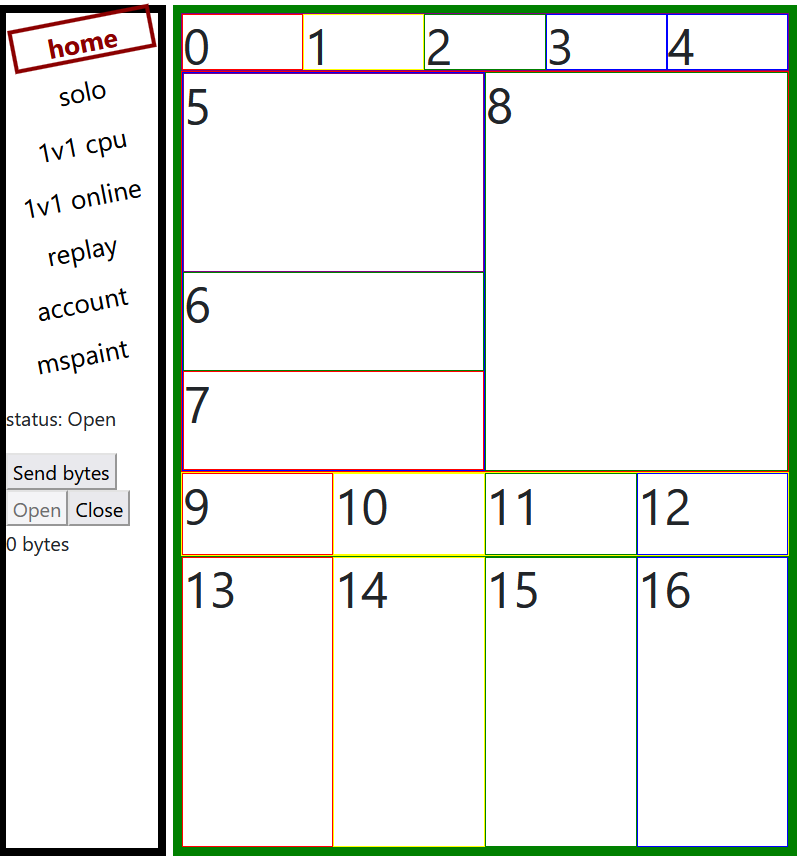 home
solo
1v1 cpu
1v1 online
replay
account
mspaint
status: Open
Send bytes
Open Close
0 bytes
0 1 2 3 4
5 8
6
7
9 10 11 12
13 14 15 16